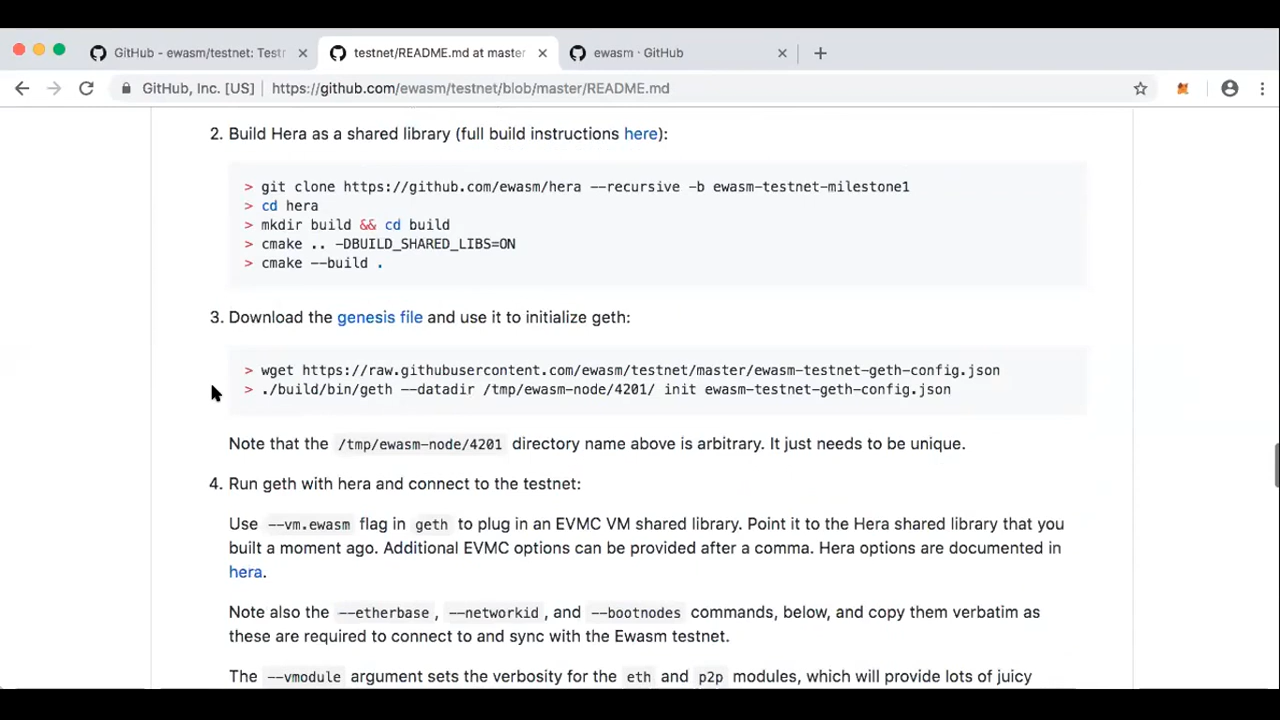 GitHub - ewasm/testnet: Testr
testnet/README.md at master
ewasm · GitHub
GitHub, Inc. [US] | https://github.com/ewasm/testnet/blob/master/README.md
2. Build Hera as a shared library (full build instructions here):
> git clone https://github.com/ewasm/hera --recursive -b ewasm-testnet-milestone1
> cd hera
> mkdir build && cd build
> cmake .. -DBUILD_SHARED_LIBS=ON
> cmake --build .
3. Download the genesis file and use it to initialize geth:
> wget https://raw.githubusercontent.com/ewasm/testnet/master/ewasm-testnet-geth-config.json
> ./build/bin/geth --datadir /tmp/ewasm-node/4201/ init ewasm-testnet-geth-config.json
Note that the /tmp/ewasm-node/4201 directory name above is arbitrary. It just needs to be unique.
4. Run geth with hera and connect to the testnet:
Use --vm.ewasm flag in geth to plug in an EVMC VM shared library. Point it to the Hera shared library that you
built a moment ago. Additional EVMC options can be provided after a comma. Hera options are documented in
hera.
Note also the --etherbase, --networkid, and --bootnodes commands, below, and copy them verbatim as
these are required to connect to and sync with the Ewasm testnet.
The --vmodule argument sets the verbosity for the eth and p2p modules, which will provide lots of juicy